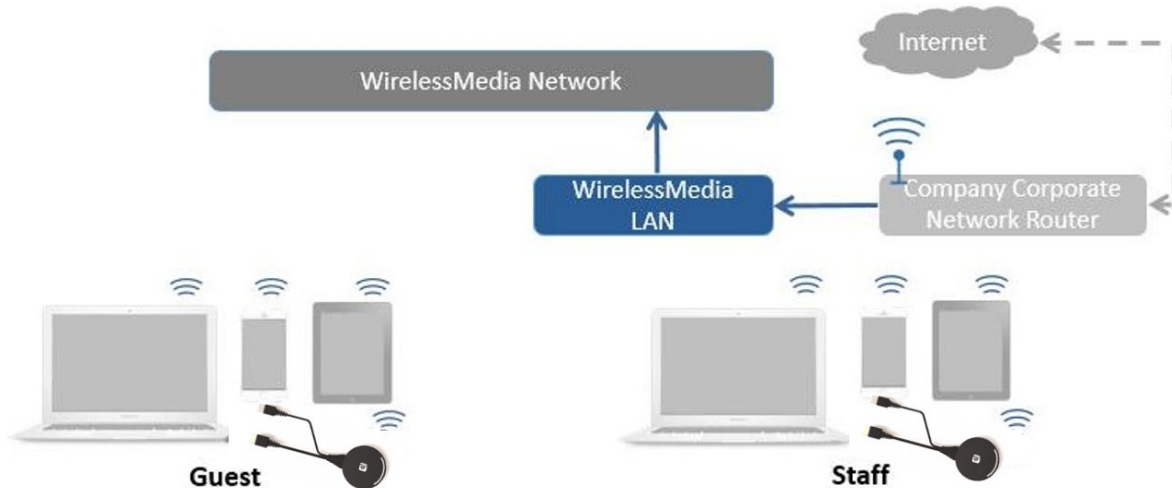 Internet
WirelessMedia Network
WirelessMedia
LAN
Company Corporate
Network Router
Guest
Staff